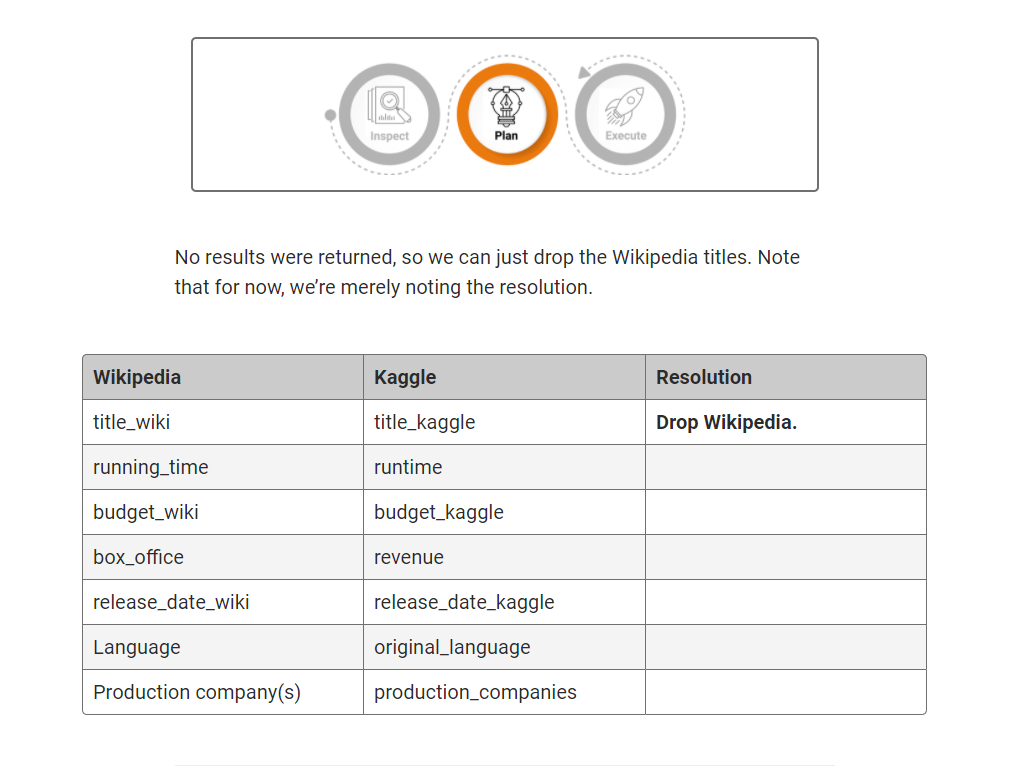 Inspect
Plan
Execute
No results were returned, so we can just drop the Wikipedia titles. Note
that for now, we’re merely noting the resolution.
Wikipedia Kaggle Resolution
title_wiki title_kaggle Drop Wikipedia.
running_time runtime
budget_wiki budget_kaggle
box_office revenue
release_date_wiki release_date_kaggle
Language original_language
Production company(s) production_companies